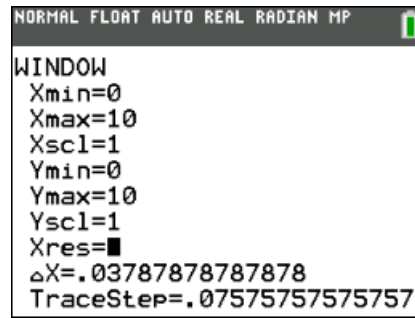 NORMAL FLOAT AUTO REAL RADIAN MP
WINDOW
Xmin=0
Xmax=10
Xscl=1
Ymin=0
Ymax=10
Yscl=1
Xres=
△X=.03787878787878
TraceStep=.07575757575757